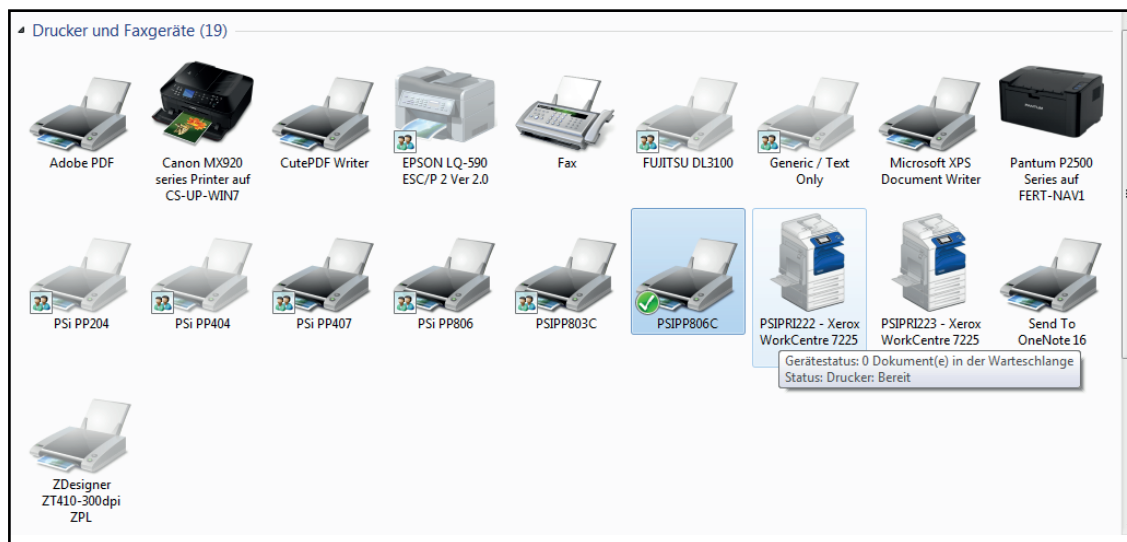 Drucker und Faxgeräte (19)
Adobe PDF
Canon MX920
series Printer auf
CS-UP-WIN7
CutePDF Writer
EPSON LQ-590
ESC/P 2 Ver 2.0
Fax
FUJITSU DL3100
Generic / Text
Only
Microsoft XPS
Document Writer
PANTUM
Pantum P2500
Series auf
FERT-NAV1
PSi PP204
PSi PP404
PSi PP407
PSi PP806
PSIPP803C
PSIPP806C
PSIPRI222 - Xerox
WorkCentre 7225
PSIPRI223 - Xerox
WorkCentre 7225
Send To
OneNote 16
Gerätestatus: 0 Dokument(e) in der Warteschlange
Status: Drucker: Bereit
ZDesigner
ZT410-300dpi
ZPL